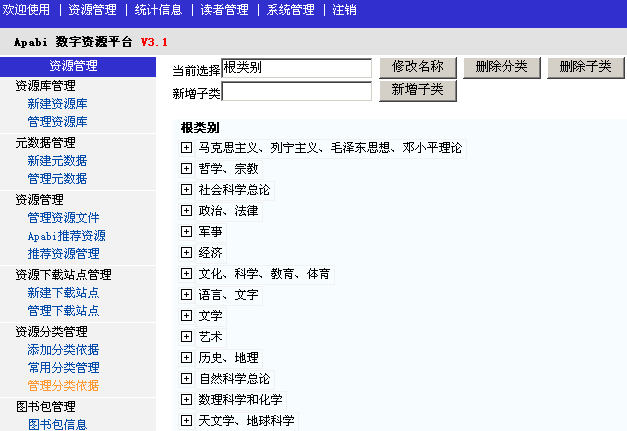 欢迎使用 | 资源管理 | 统计信息 | 读者管理 | 系统管理 | 注销
Apabi 数字资源平台 V3.1
资源管理
资源库管理
新建资源库
管理资源库
元数据管理
新建元数据
管理元数据
资源管理
管理资源文件
Apabi推荐资源
推荐资源管理
资源下载站点管理
新建下载站点
管理下载站点
资源分类管理
添加分类依据
常用分类管理
管理分类依据
图书包管理
图书包信息
当前选择 根类别 修改名称 删除分类 删除子类
新增子类 新增子类
根类别
马克思主义、列宁主义、毛泽东思想、邓小平理论
哲学、宗教
社会科学总论
政治、法律
军事
经济
文化、科学、教育、体育
语言、文字
文学
艺术
历史、地理
自然科学总论
数理科学和化学
天文学、地球科学